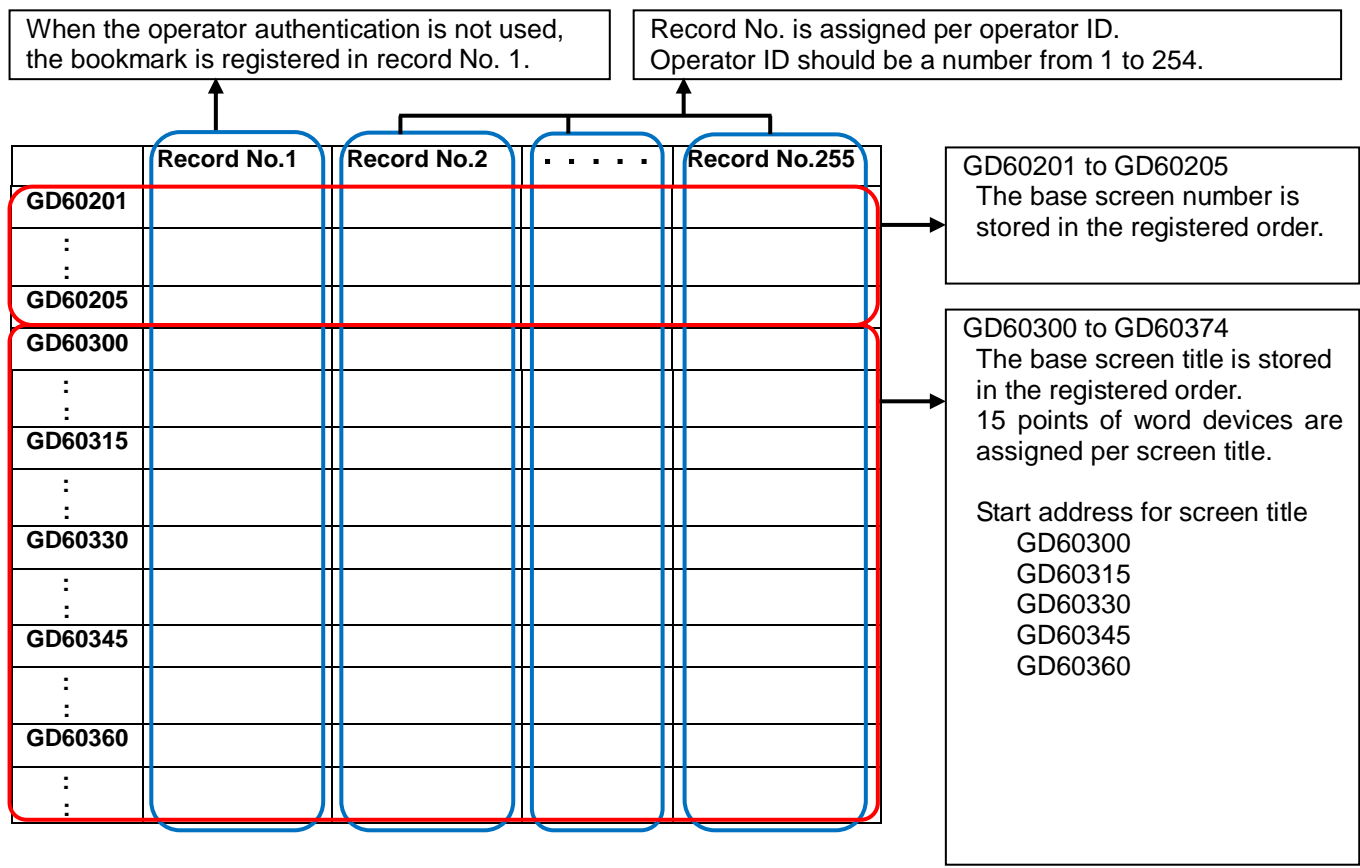 When the operator authentication is not used,
the bookmark is registered in record No. 1.
Record No. is assigned per operator ID.
Operator ID should be a number from 1 to 254.
Record No.1 Record No.2 ・・・・・ Record No.255
GD60201
:
:
GD60205
GD60300
:
:
GD60315
:
:
GD60330
:
:
GD60345
:
:
GD60360
:
:
GD60201 to GD60205
The base screen number is
stored in the registered order.
GD60300 to GD60374
The base screen title is stored
in the registered order.
15 points of word devices are
assigned per screen title.
Start address for screen title
GD60300
GD60315
GD60330
GD60345
GD60360